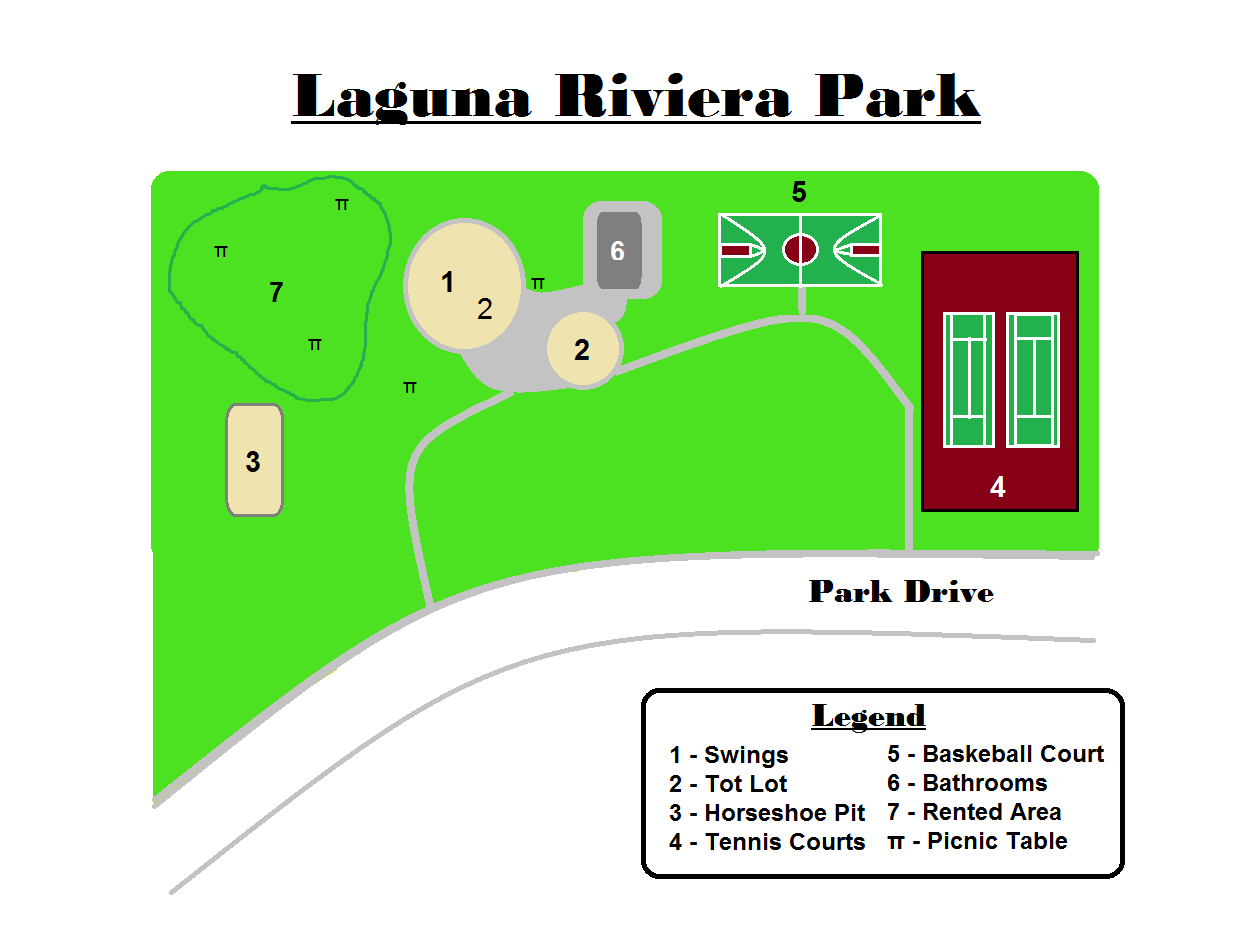 Laguna Riviera Park
5
π
6
π
1
7
π
2
π
2
π
3
4
Park Drive
Legend
1 - Swings
2 - Tot Lot
3 - Horseshoe Pit
4 - Tennis Courts
5 - Baskeball Court
6 - Bathrooms
7 - Rented Area
π - Picnic Table